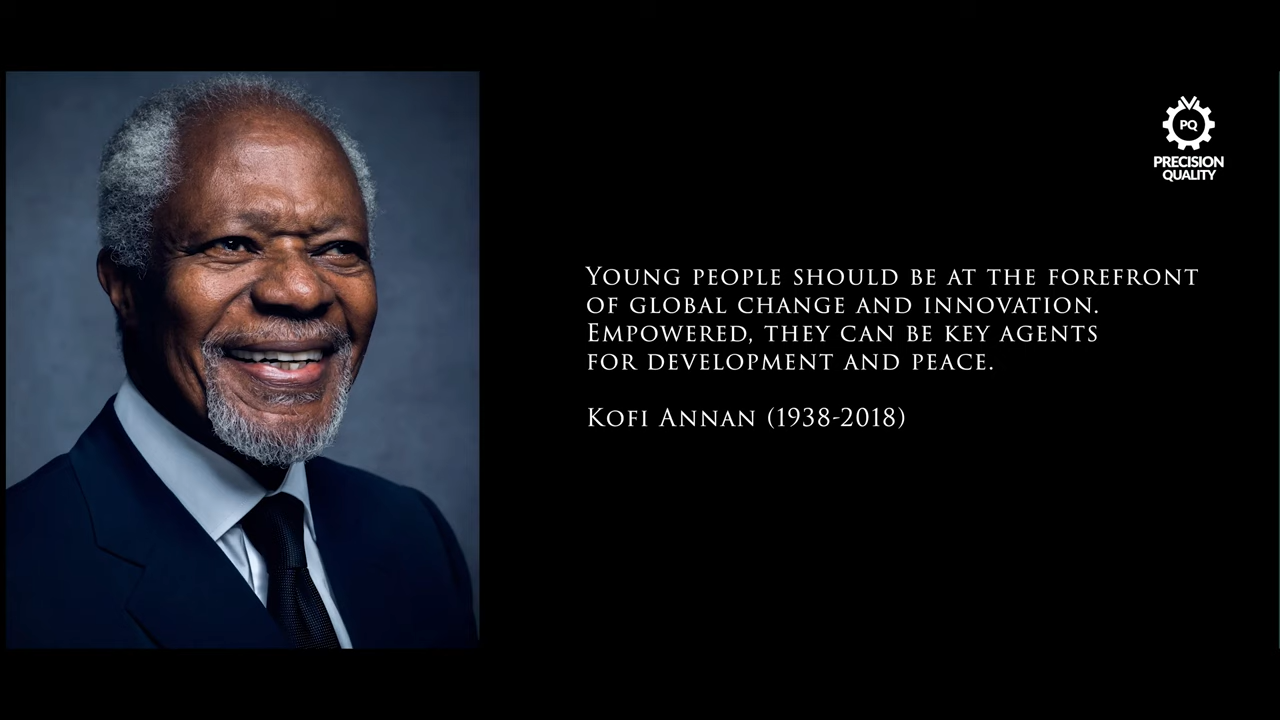 PQ
PRECISION
QUALITY
YOUNG PEOPLE SHOULD BE AT THE FOREFRONT
OF GLOBAL CHANGE AND INNOVATION.
EMPOWERED, THEY CAN BE KEY AGENTS
FOR DEVELOPMENT AND PEACE.
KOFI ANNAN (1938-2018)